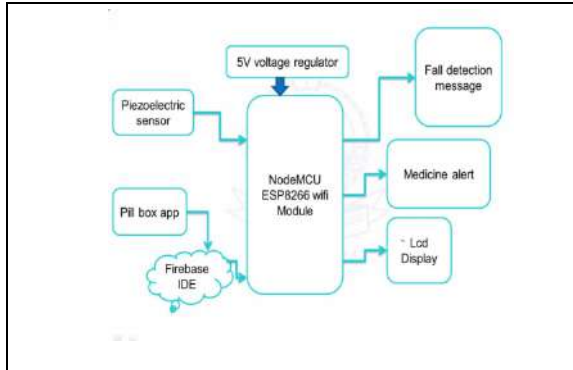 5V voltage regulator
Fall detection
message
Piezoelectric
sensor
NodeMCU
ESP8266 wifi
Module
Medicine alert
Pill box app
Lcd
Display
Firebase
IDE